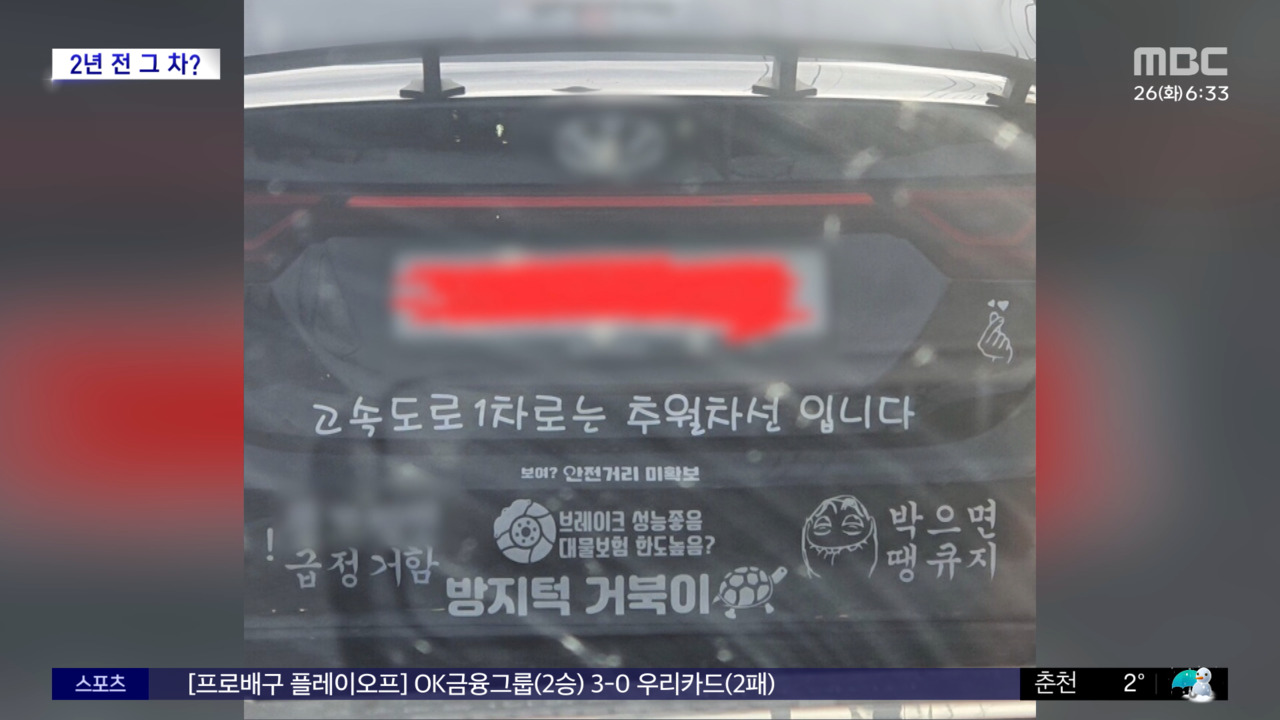 2년 전 그 차?
MBC
26(화)6:33
고속도로 1차로는 추월차선 입니다
보여? 안전거리 미확보
! 급정거함
브레이크 성능좋음
대물보험 한도높음?
방지턱 거북이
박으면
땡큐지
스포츠
[프로배구 플레이오프] OK금융그룹(2승) 3-0 우리카드(2패)
춘천 2°